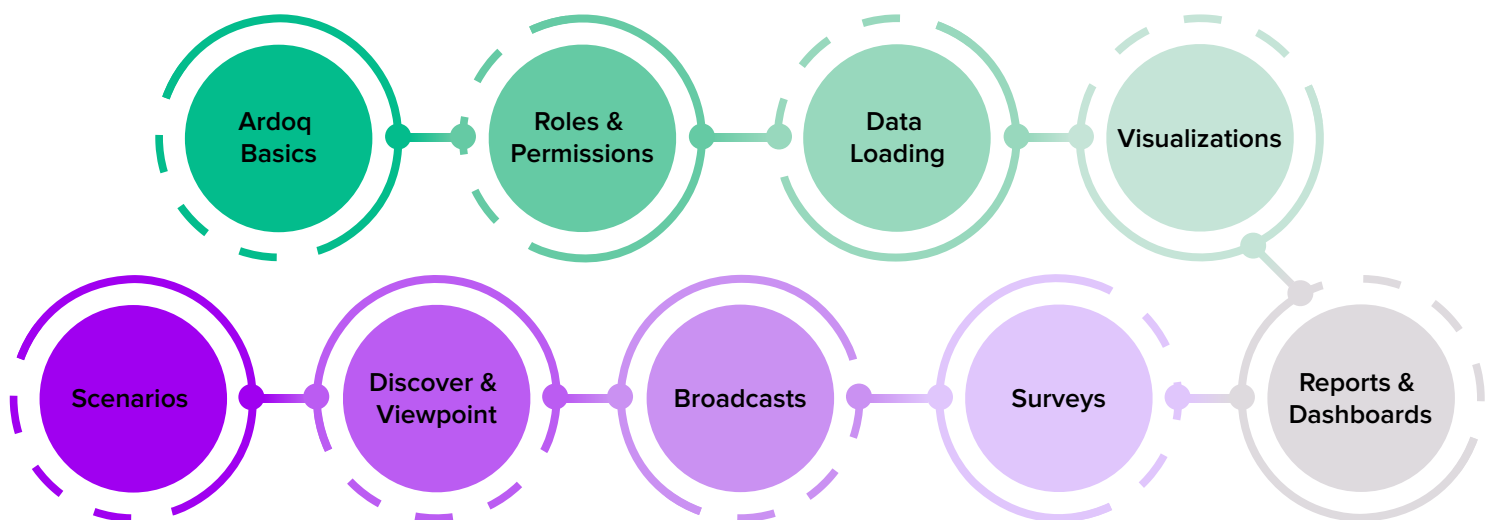 Ardoq
Basics
Roles &
Permissions
Data
Loading
Visualizations
Scenarios
Discover &
Viewpoint
Broadcasts
Surveys
Reports &
Dashboards